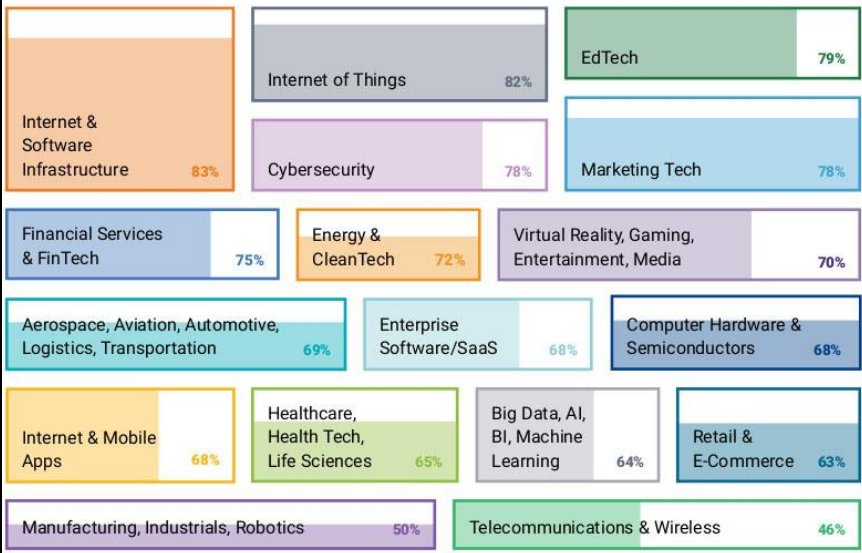 Internet &
Software
Infrastructure 83%
Internet of Things 82%
EdTech 79%
Cybersecurity 78%
Marketing Tech 78%
Financial Services
& FinTech 75%
Energy &
CleanTech 72%
Virtual Reality, Gaming,
Entertainment, Media 70%
Aerospace, Aviation, Automotive,
Logistics, Transportation 69%
Enterprise
Software/SaaS 68%
Computer Hardware &
Semiconductors 68%
Internet & Mobile
Apps 68%
Healthcare,
Health Tech,
Life Sciences 65%
Big Data, AI,
BI, Machine
Learning 64%
Retail &
E-Commerce 63%
Manufacturing, Industrials, Robotics 50%
Telecommunications & Wireless 46%